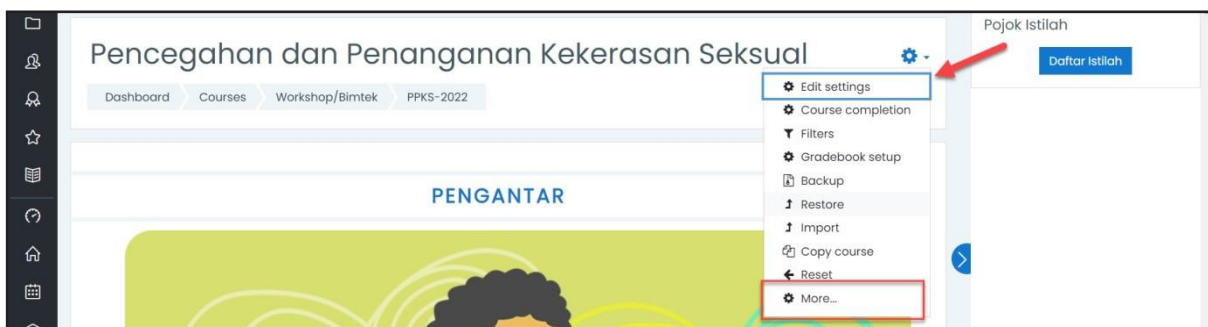 Pencegahan dan Penanganan Kekerasan Seksual
Dashboard Courses Workshop/Bimtek PPKS-2022
Edit settings
Course completion
Filters
Gradebook setup
Backup
Restore
Import
Copy course
Reset
More...
PENGANTAR
Pojok Istilah
Daftar Istilah